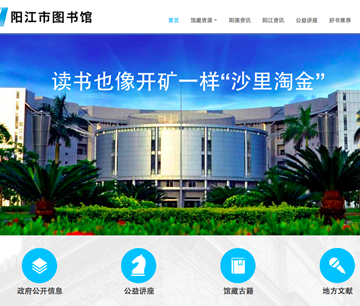 阳江市图书馆
首页 馆藏资源 阳图资讯 阳江资讯 公益讲座 好书推荐
读书也像开矿一样“沙里淘金”
政府公开信息 公益讲座 馆藏古籍 地方文献